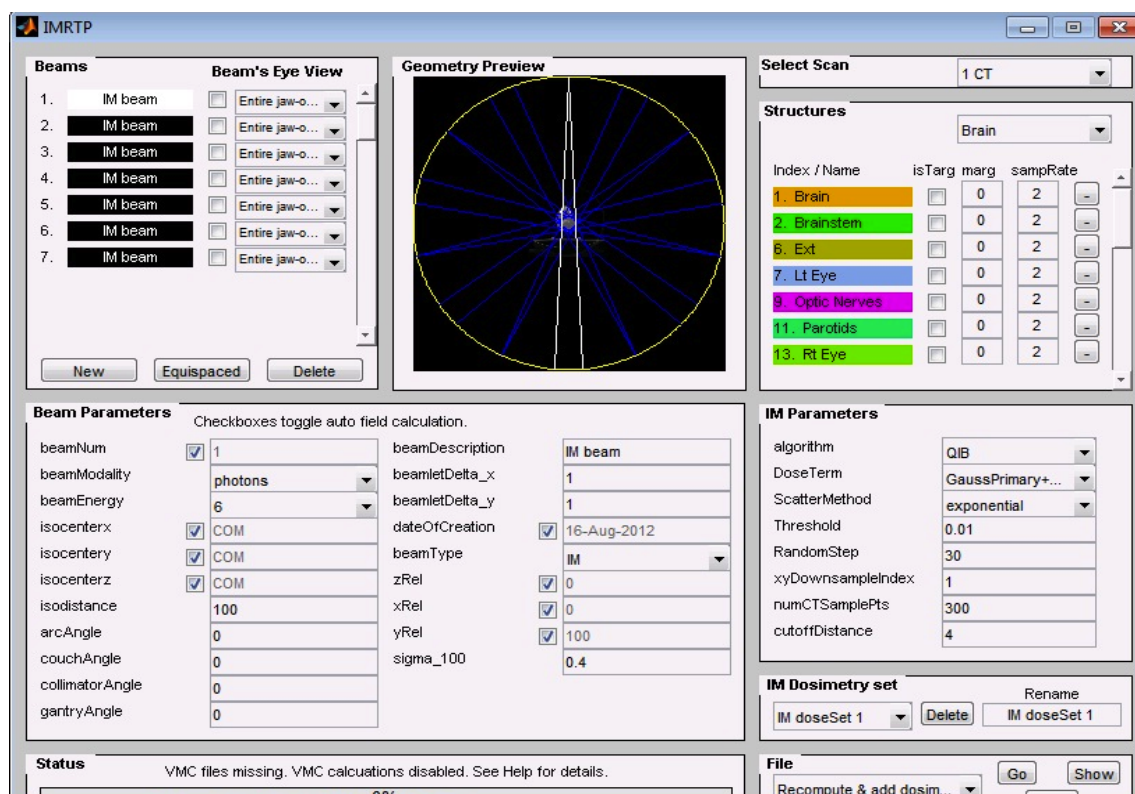 IMRTP
Beams
Beam's Eye View
1. IM beam Entire jaw-o...
2. IM beam Entire jaw-o...
3. IM beam Entire jaw-o...
4. IM beam Entire jaw-o...
5. IM beam Entire jaw-o...
6. IM beam Entire jaw-o...
7. IM beam Entire jaw-o...
New Equispaced Delete
Geometry Preview
Select Scan
1 CT
Structures
Brain
Index / Name isTarg marg sampRate
1. Brain 0 2 -
2. Brainstem 0 2 -
6. Ext 0 2 -
7. Lt Eye 0 2 -
9. Optic Nerves 0 2 -
11. Parotids 0 2 -
13. Rt Eye 0 2 -
Beam Parameters
Checkboxes toggle auto field calculation.
beamNum 1
beamModality photons
beamEnergy 6
isocenterx COM
isocentery COM
isocenterz COM
isodistance 100
arcAngle 0
couchAngle 0
collimatorAngle 0
gantryAngle 0
beamDescription IM beam
beamletDelta_x 1
beamletDelta_y 1
dateOfCreation 16-Aug-2012
beamType IM
zRel 0
xRel 0
yRel 100
sigma_100 0.4
IM Parameters
algorithm QIB
DoseTerm GaussPrimary+...
ScatterMethod exponential
Threshold 0.01
RandomStep 30
xyDownsampleIndex 1
numCTSamplePts 300
cutoffDistance 4
IM Dosimetry set
Rename
IM doseSet 1 Delete IM doseSet 1
Status
VMC files missing. VMC calcuations disabled. See Help for details.
File
Go Show
Recompute & add dosim...